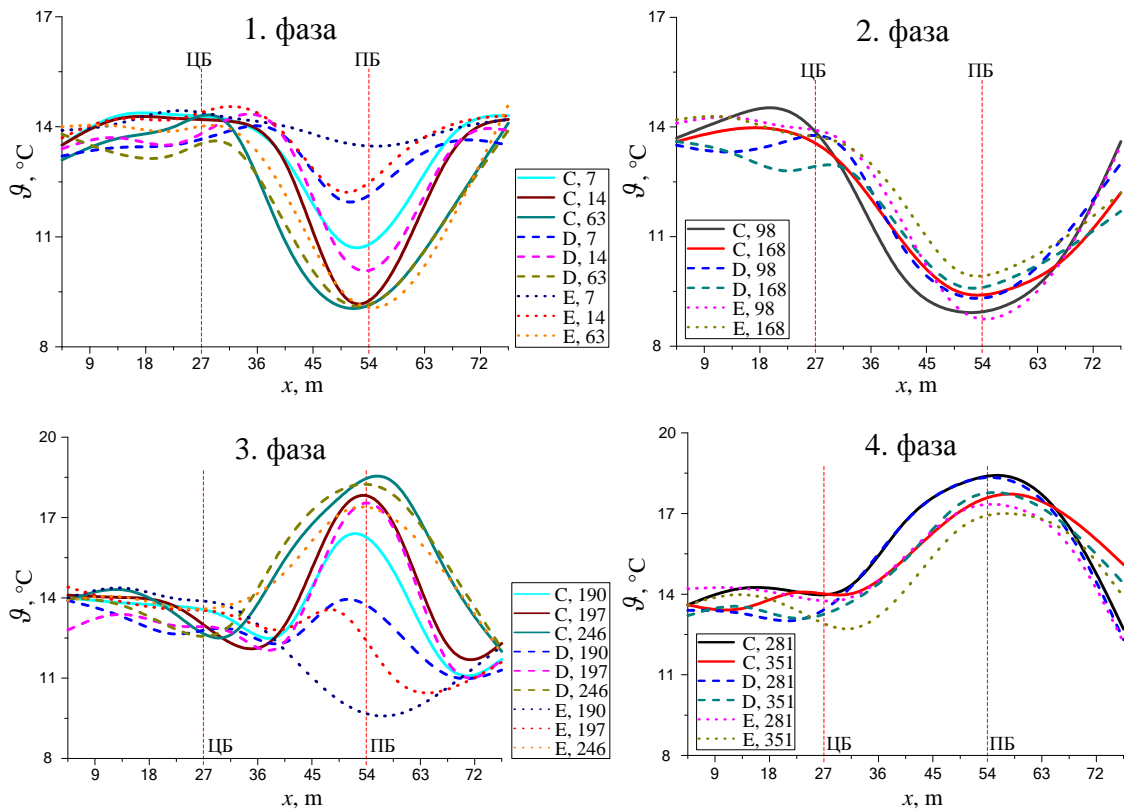 1. фаза
17
14
11
8
ϑ, °C
ЦБ
ПБ
C, 7
C, 14
C, 63
D, 7
D, 14
D, 63
E, 7
E, 14
E, 63
9 18 27 36 45 54 63 72
x, m
2. фаза
17
14
11
8
ϑ, °C
ЦБ
ПБ
C, 98
C, 168
D, 98
D, 168
E, 98
E, 168
9 18 27 36 45 54 63 72
x, m
3. фаза
20
17
14
11
8
ϑ, °C
C, 190
C, 197
C, 246
D, 190
D, 197
D, 246
E, 190
E, 197
E, 246
ЦБ
ПБ
9 18 27 36 45 54 63 72
x, m
4. фаза
20
17
14
11
8
ϑ, °C
C, 281
C, 351
D, 281
D, 351
E, 281
E, 351
ЦБ
ПБ
9 18 27 36 45 54 63 72
x, m